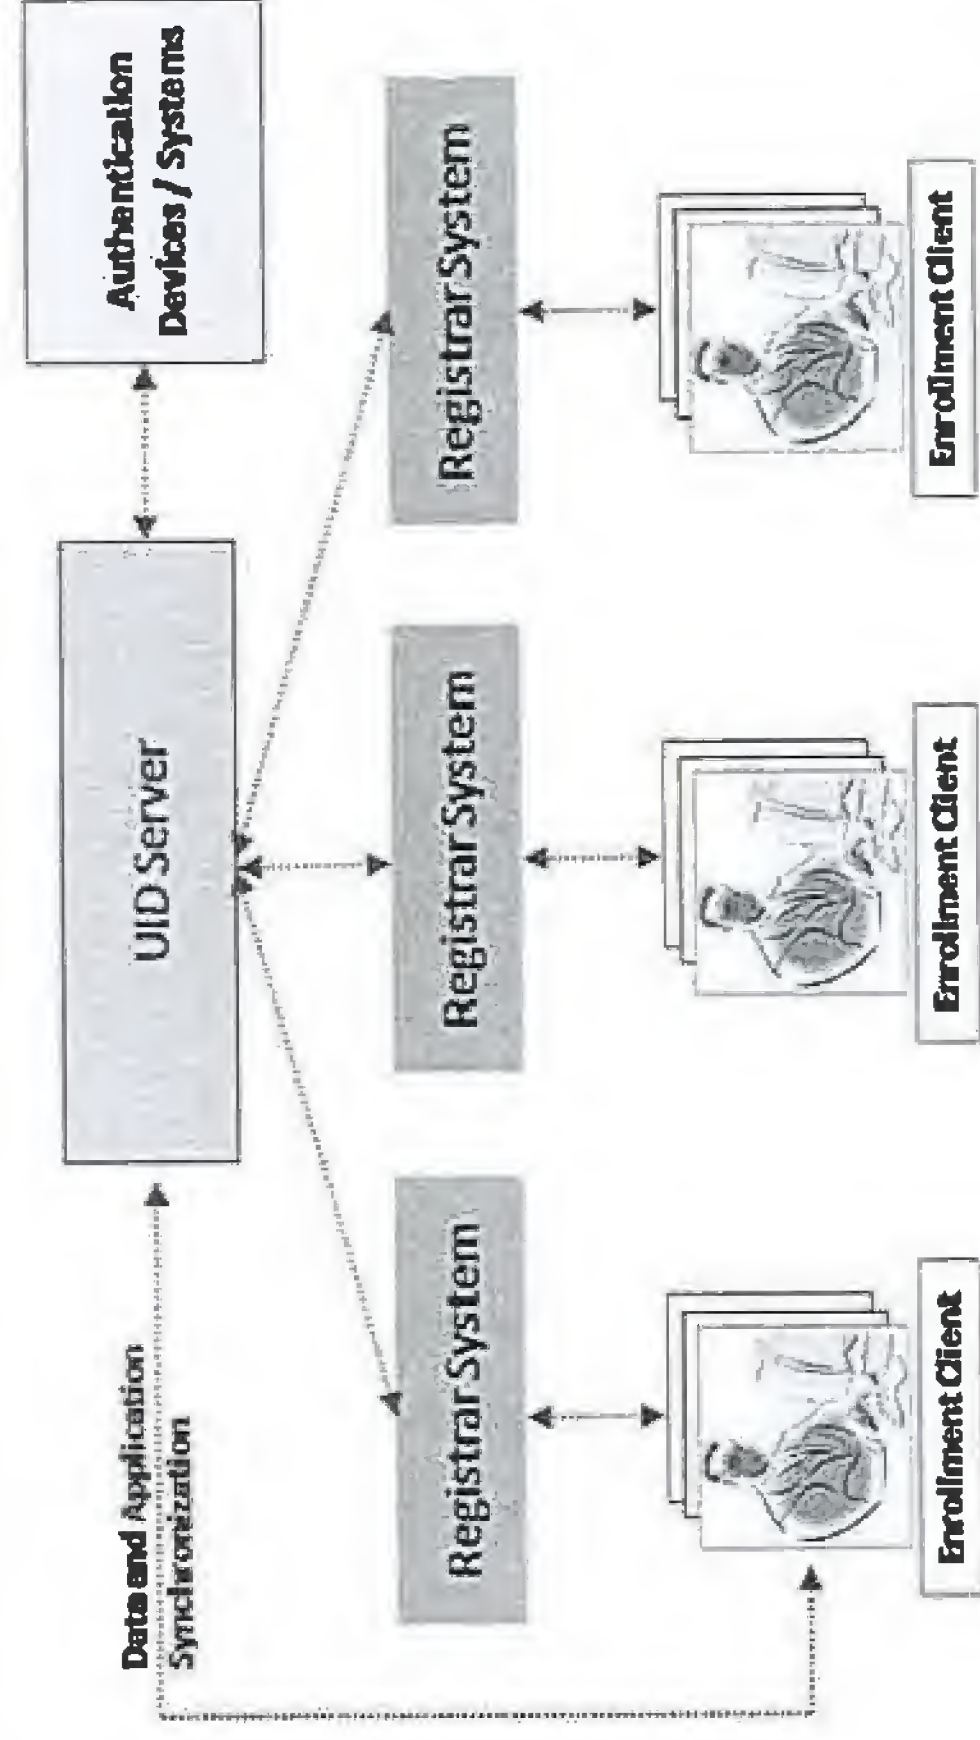 Data and Application
Synchronization
UID Server
Authentication
Devices / Systems
Registrar System
Registrar System
Registrar System
Enrollment Client
Enrollment Client
Enrollment Client